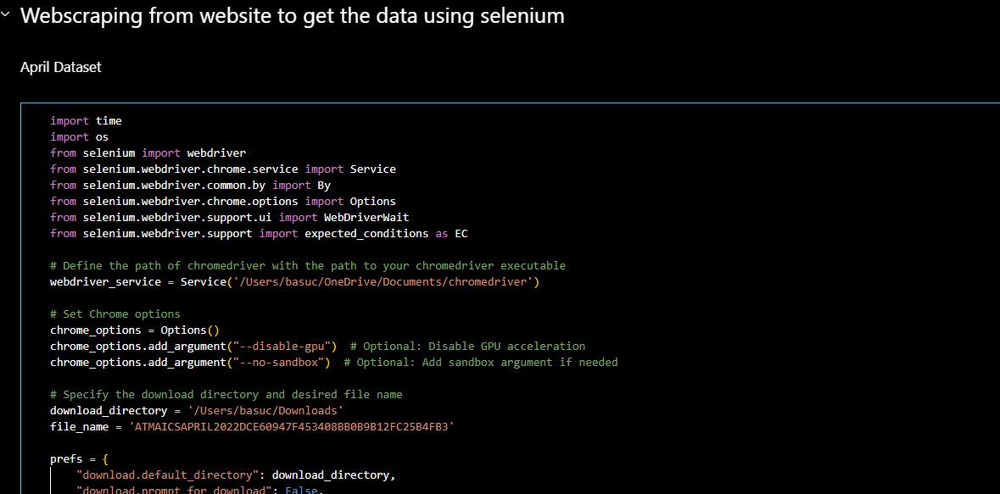 Webscraping from website to get the data using selenium
April Dataset
import time
import os
from selenium import webdriver
from selenium.webdriver.chrome.service import Service
from selenium.webdriver.common.by import By
from selenium.webdriver.chrome.options import Options
from selenium.webdriver.support.ui import WebDriverWait
from selenium.webdriver.support import expected_conditions as EC
# Define the path of chromedriver with the path to your chromedriver executable
webdriver_service = Service('/Users/basuc/OneDrive/Documents/chromedriver')
# Set Chrome options
chrome_options = Options()
chrome_options.add_argument("--disable-gpu")  # Optional: Disable GPU acceleration
chrome_options.add_argument("--no-sandbox")  # Optional: Add sandbox argument if needed
# Specify the download directory and desired file name
download_directory = '/Users/basuc/Downloads'
file_name = 'ATMAICSAPRIL2022DCE60947F453408BB0B9B12FC25B4FB3'
prefs = {
    "download.default_directory": download_directory,
    "download.prompt_for_download": False,